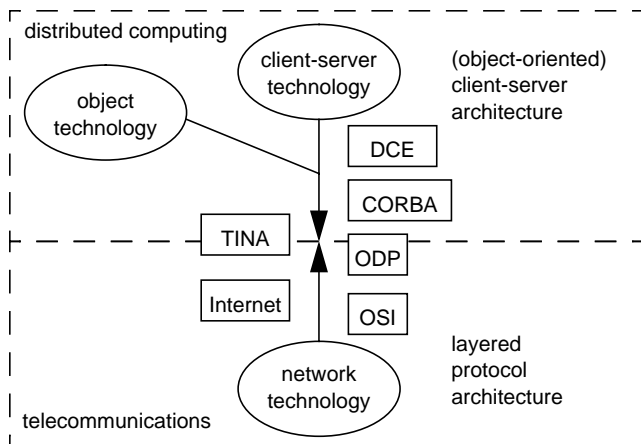 distributed computing
client-server
technology
(object-oriented)
client-server
architecture
object
technology
DCE
CORBA
TINA
ODP
Internet
OSI
network
technology
layered
protocol
architecture
telecommunications